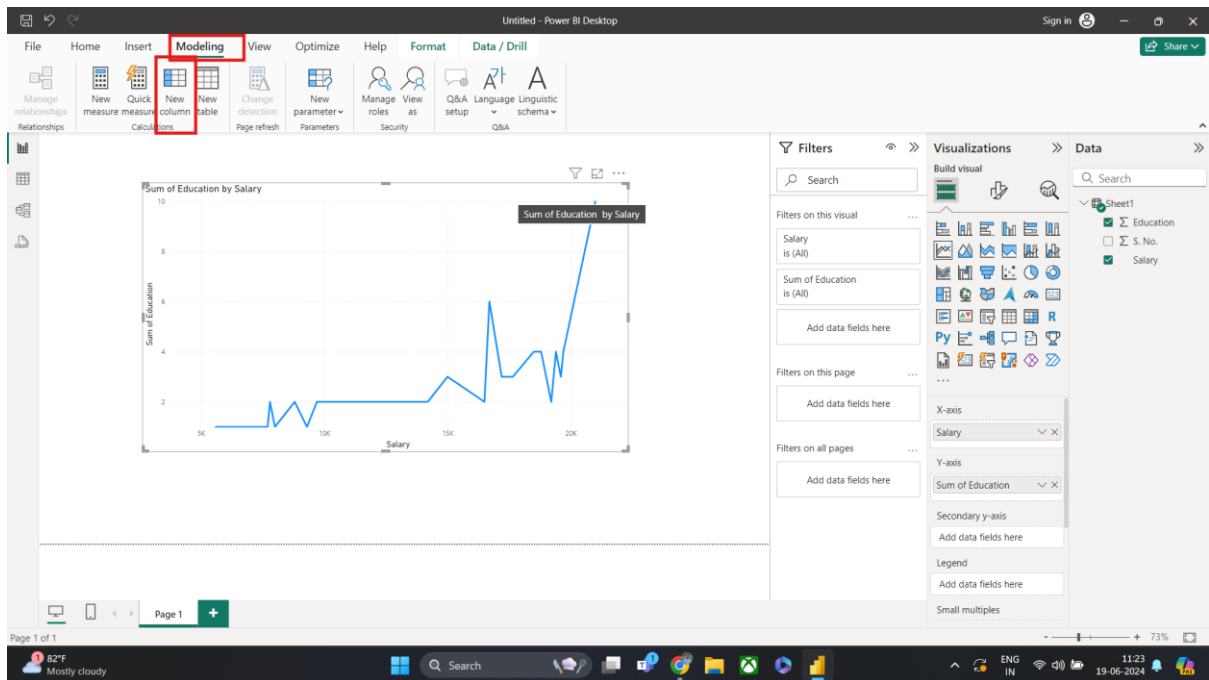 Untitled - Power BI Desktop
Sign in
File Home Insert Modeling View Optimize Help Format Data / Drill
Share
Manage relationships
New measure
Quick measure
New column
New table
Change detection
New parameter
Manage roles
View as
Q&A setup
Language
Linguistic schema
Relationships
Calculations
Page refresh
Parameters
Security
Q&A
Sum of Education by Salary
Sum of Education by Salary
10
8
6
4
2
Sum of Education
5K 10K 15K 20K
Salary
Filters
Search
Filters on this visual
Salary
is (All)
Sum of Education
is (All)
Add data fields here
Filters on this page
Add data fields here
Filters on all pages
Add data fields here
Visualizations
Build visual
123
R
Py
X-axis
Salary
Y-axis
Sum of Education
Secondary y-axis
Add data fields here
Legend
Add data fields here
Small multiples
Data
Search
Sheet1
Σ Education
Σ S. No.
Salary
Page 1
Page 1 of 1
73%
1
82°F
Mostly cloudy
Search
ENG
IN
11:23
19-06-2024